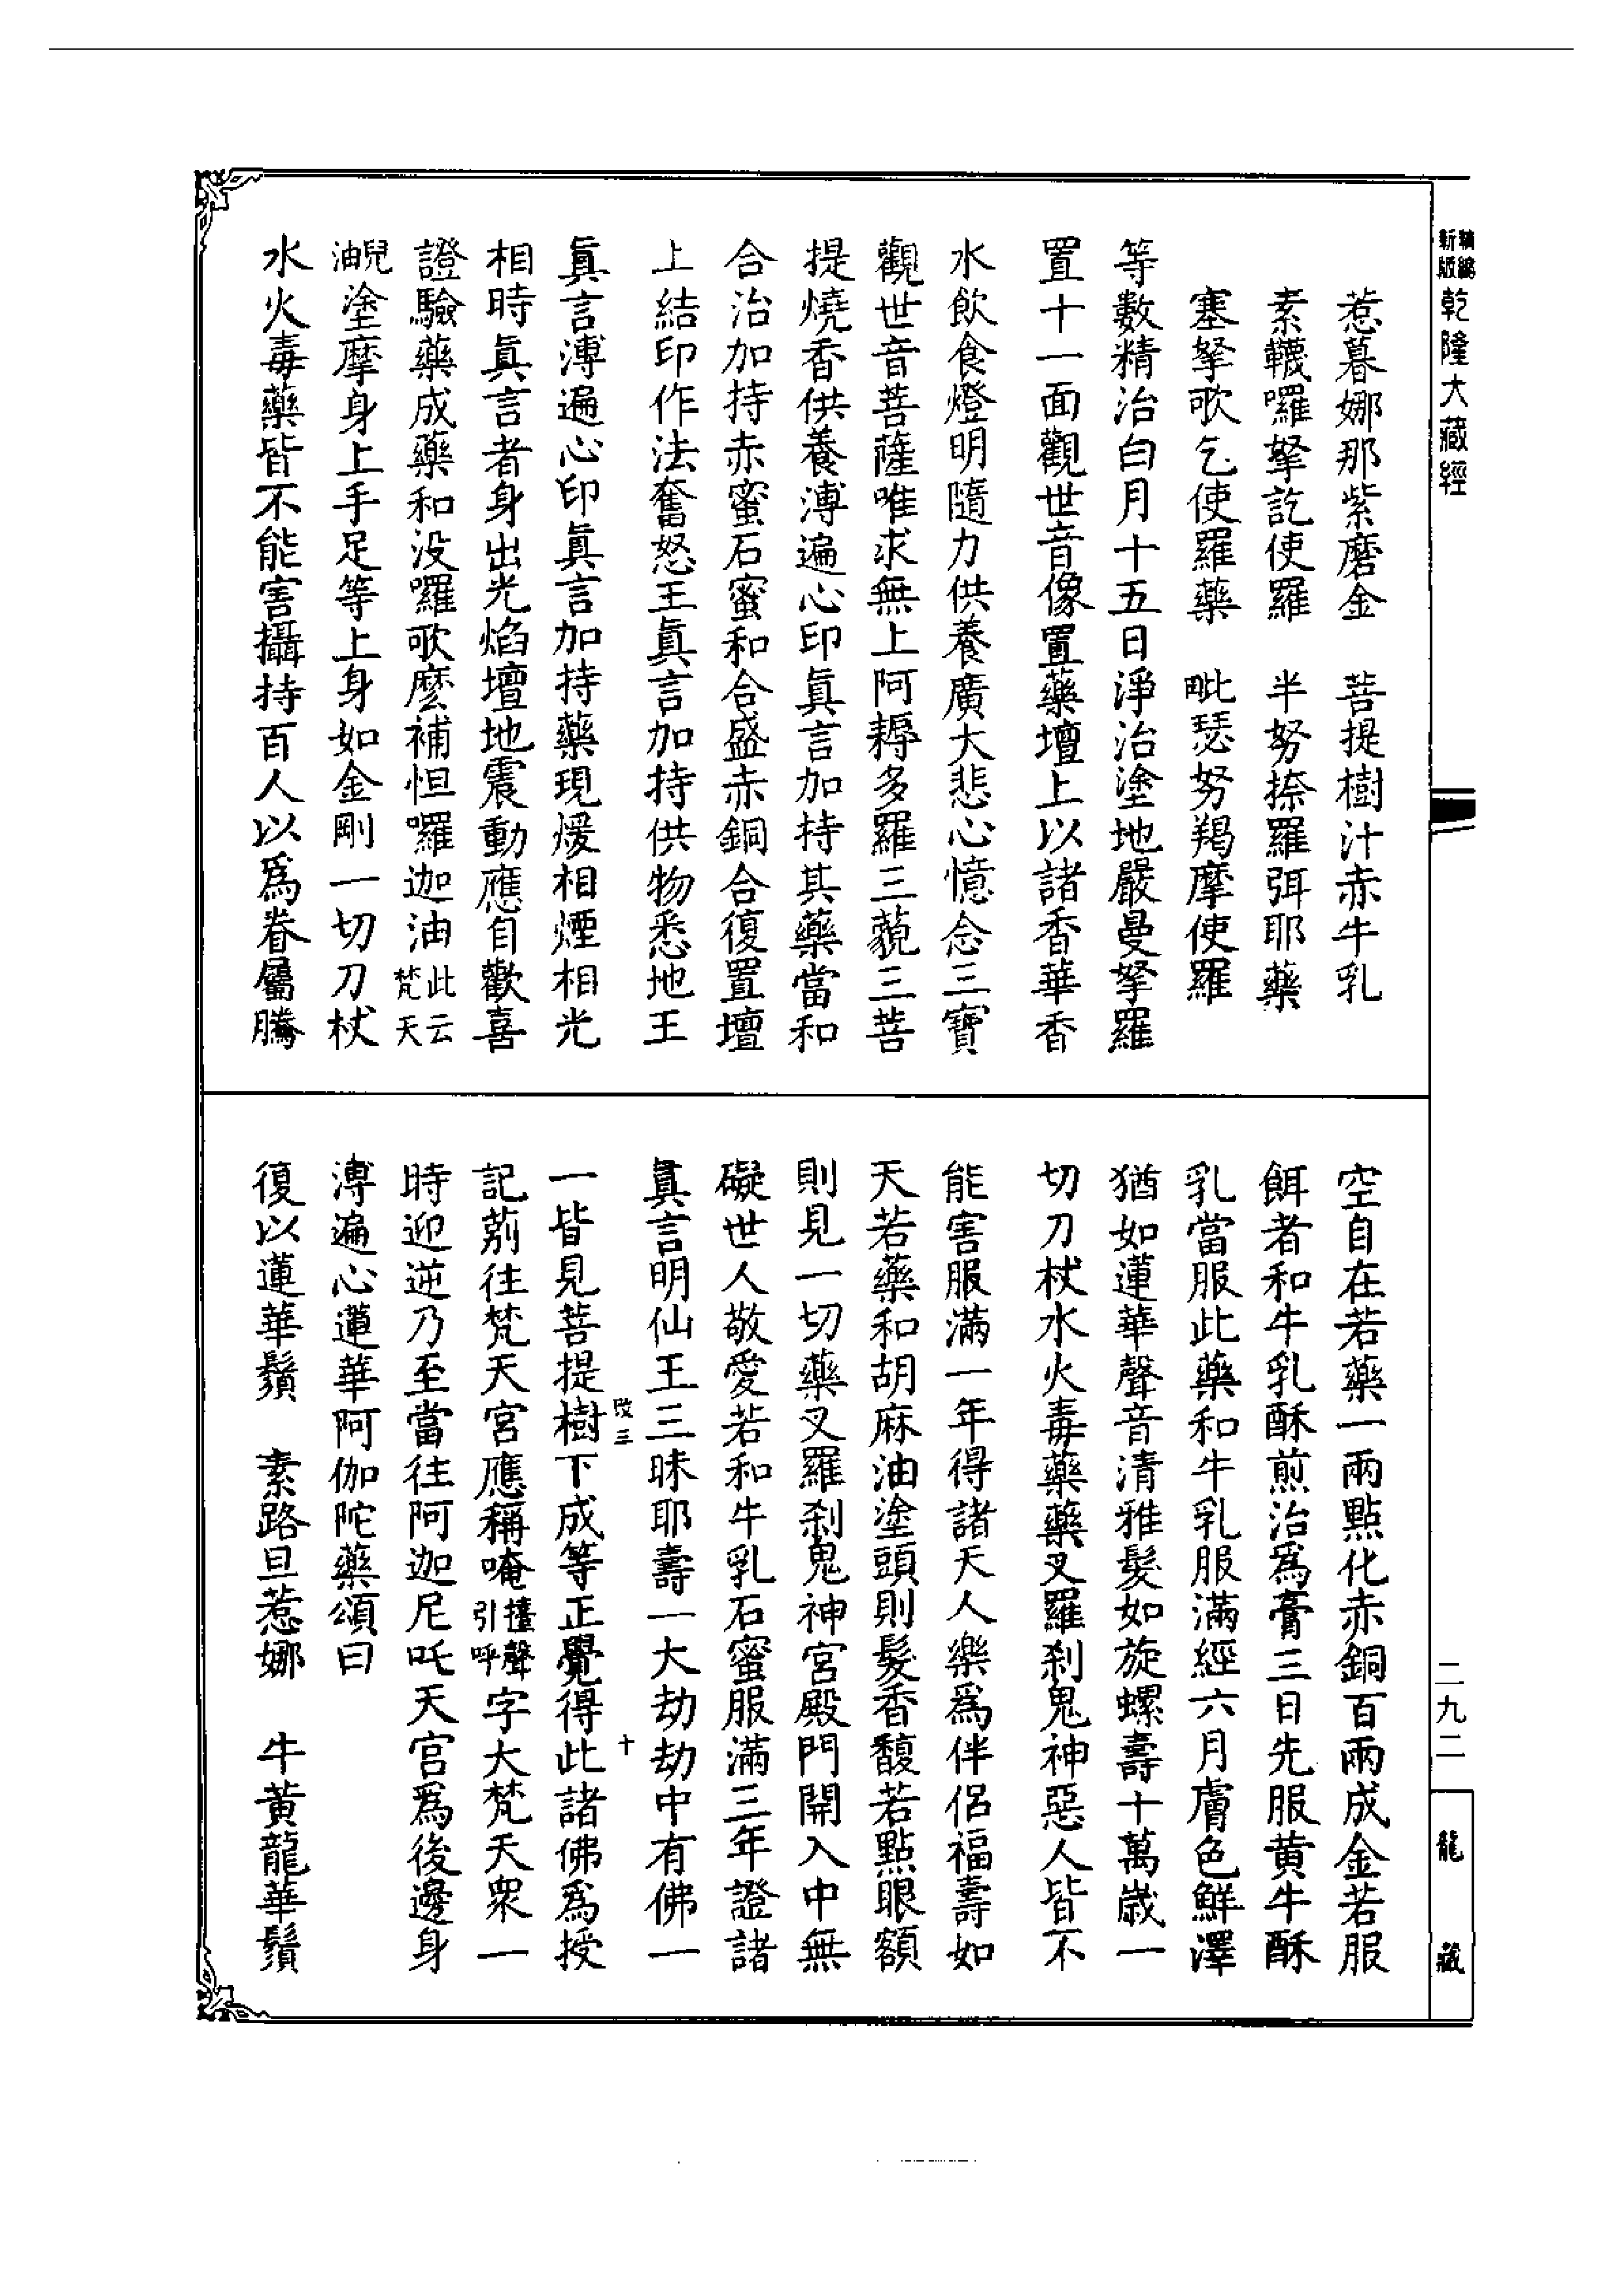 新編
縮版
乾隆大藏經
惹暮娜那紫磨金　菩提樹汁赤牛乳
素囉拏訖使羅　半努捺羅弭耶藥
塞拏歌乞使羅藥　毗瑟努羯摩使羅
等數精治白月十五日淨治塗地嚴曼拏羅
置十一面觀世音像置藥壇上以諸香華香
水飲食燈明隨力供養廣大悲心憶念三寶
觀世音菩薩唯求無上阿耨多羅三藐三菩
提燒香供養溥遍心印真言加持其藥當和
合治加持赤蜜石蜜和合盛赤銅合復置壇
上結印作法奮怒王真言加持供物悉地王
真言溥遍心印真言加持藥現煖相煙相光
相時真言者身出光焰壇地震動應自歡喜
證驗藥成藥和没囉歌麼補怛囉迦油此云梵天
兒油塗摩身上手足等上身如金剛一切刀杖
水火毒藥皆不能害攝持百人以為眷屬騰
空自在若藥一兩點化赤銅百兩成金若服
餌者和牛乳酥煎治為膏三日先服黄牛酥
乳當服此藥和牛乳服滿經六月膚色鮮澤
猶如蓮華聲音清雅髮如旋螺壽十萬歲一
切刀杖水火毒藥藥叉羅刹鬼神惡人皆不
能害服滿一年得諸天人樂為伴侣福壽如
天若藥和胡麻油塗頭則髮香馥若點眼額
則見一切藥叉羅刹鬼神宮殿門開入中無
礙世人敬愛若和牛乳石蜜服滿三年證諸
真言明仙王三昧耶壽一大劫劫中有佛一
一皆見菩提樹下成等正覺得此諸佛為授
記莂往梵天宮應稱唵擡聲引呼字大梵天衆一
時迎逆乃至當往阿迦尼吒天宮為後邊身
溥遍心蓮華阿伽陀藥頌曰
復以蓮華鬚　素路旦惹娜　牛黄龍華鬚
三
十
二九二
龍藏